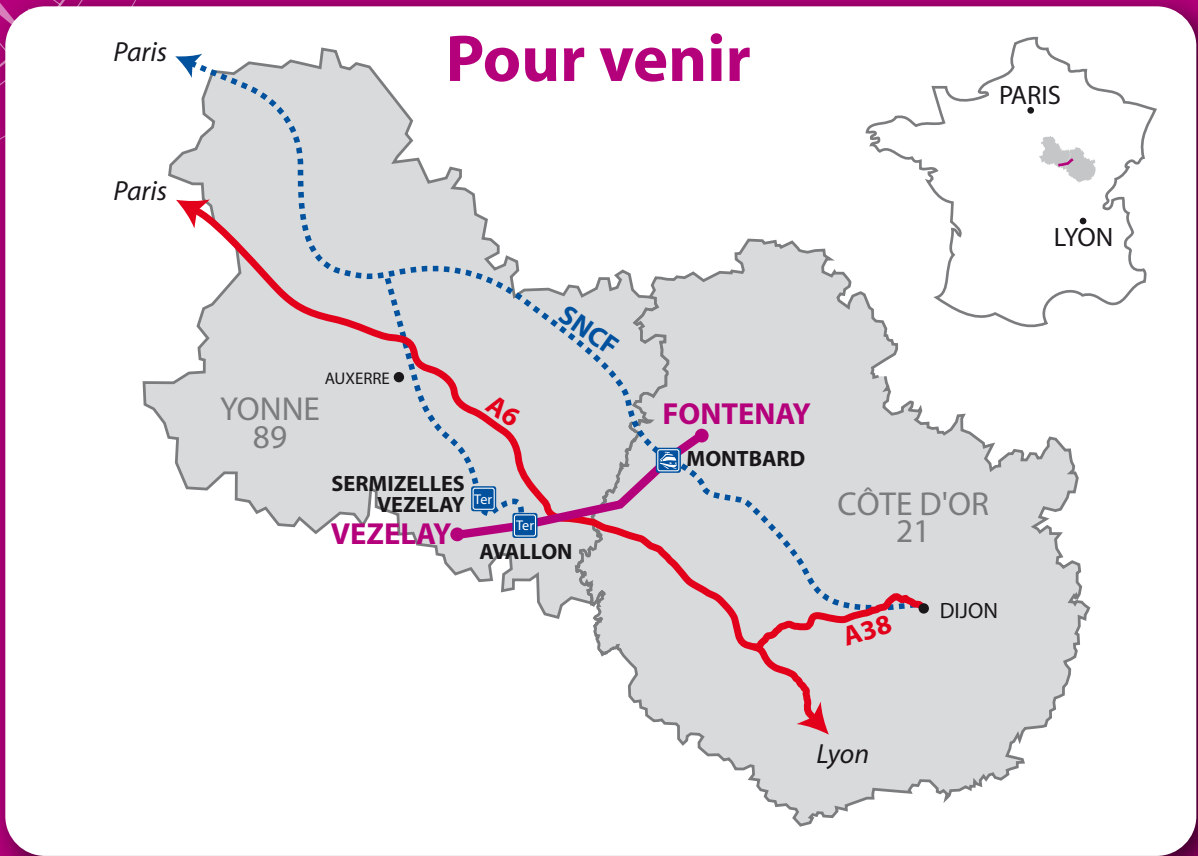 Pour venir
Paris
Paris
PARIS
LYON
SNCF
A6
AUXERRE
YONNE
89
FONTENAY
MONTBARD
SERMIZELLES
VEZELAY
Ter
VEZELAY
Ter
AVALLON
CÔTE D'OR
21
DIJON
A38
Lyon